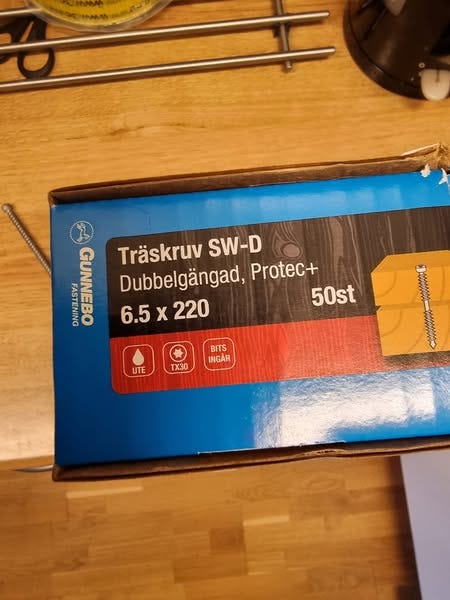 GUNNEBO
FASTENING
Träskruv SW-D
Dubbelgängad, Protec+
6.5 x 220
50st
UTE
TX30
BITS
INGÅR